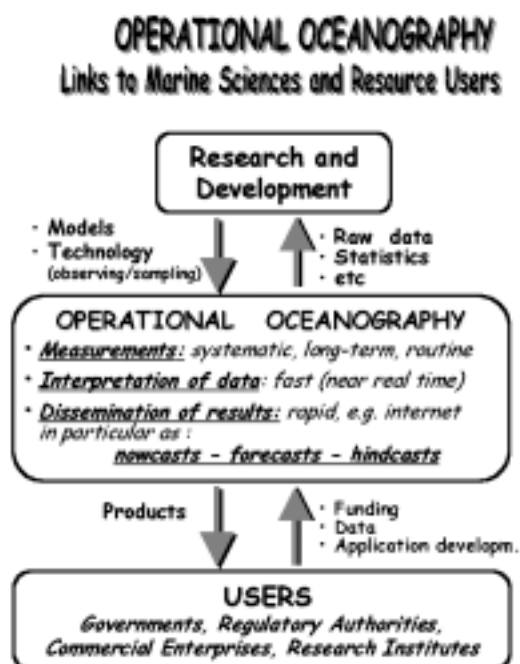 OPERATIONAL OCEANOGRAPHY
Links to Marine Sciences and Resource Users
Research and
Development
· Models
· Technology
(observing/sampling)
· Raw data
· Statistics
· etc
OPERATIONAL OCEANOGRAPHY
· Measurements: systematic, long-term, routine
· Interpretation of data: fast (near real time)
· Dissemination of results: rapid, e.g. internet
in particular as :
nowcasts - forecasts - hindcasts
Products
· Funding
· Data
· Application developm.
USERS
Governments, Regulatory Authorities,
Commercial Enterprises, Research Institutes